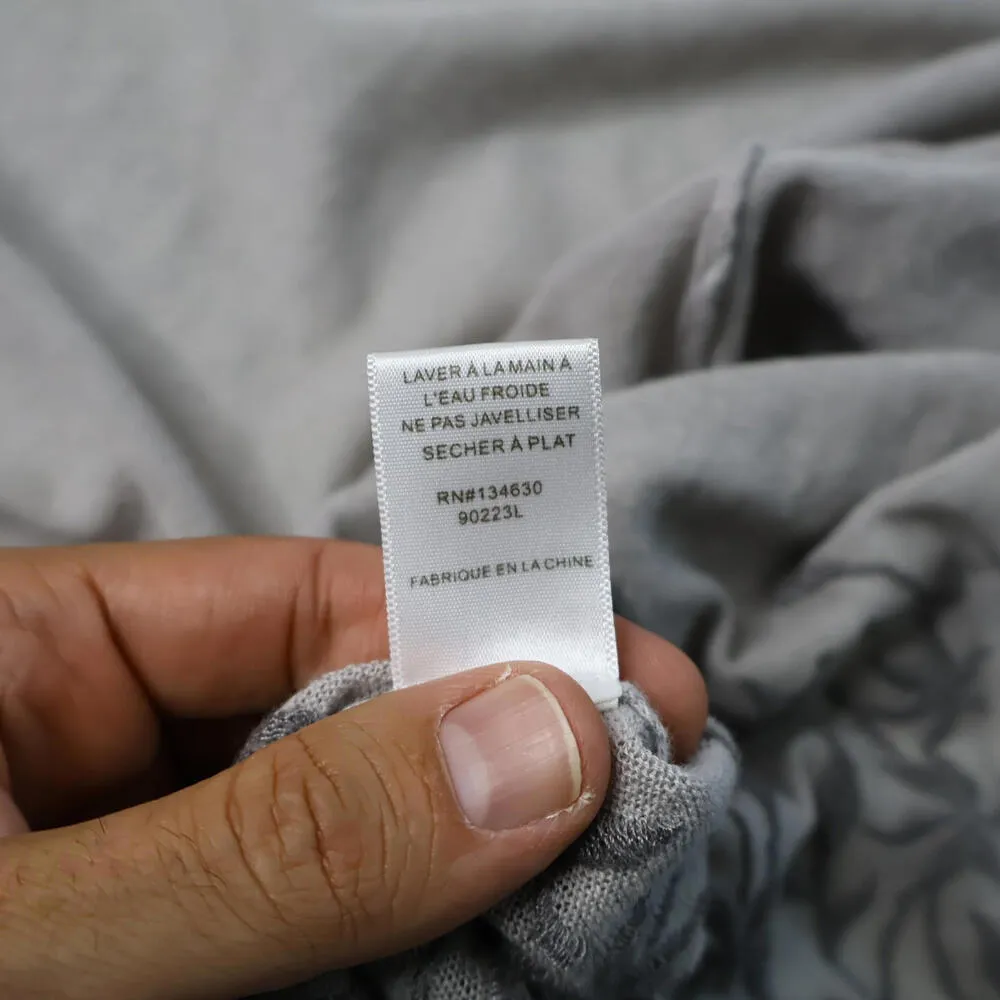 LAVER À LA MAIN A
L'EAU FROIDE
NE PAS JAVELLISER
SECHER À PLAT
RN#134630
90223L
FABRIQUE EN LA CHINE